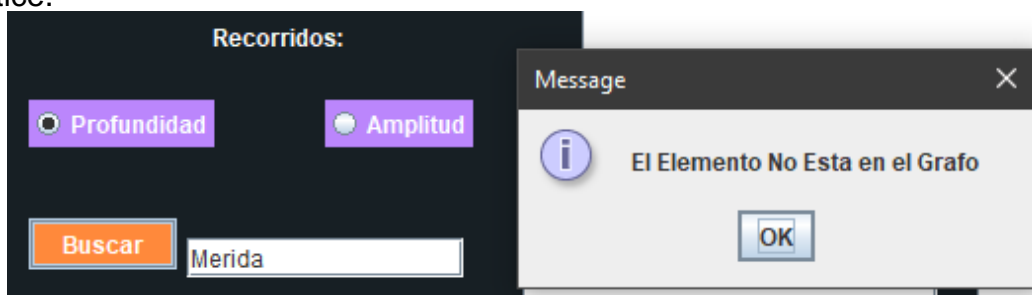 Recorridos:
Profundidad
Amplitud
Buscar
Merida
Message
El Elemento No Esta en el Grafo
OK